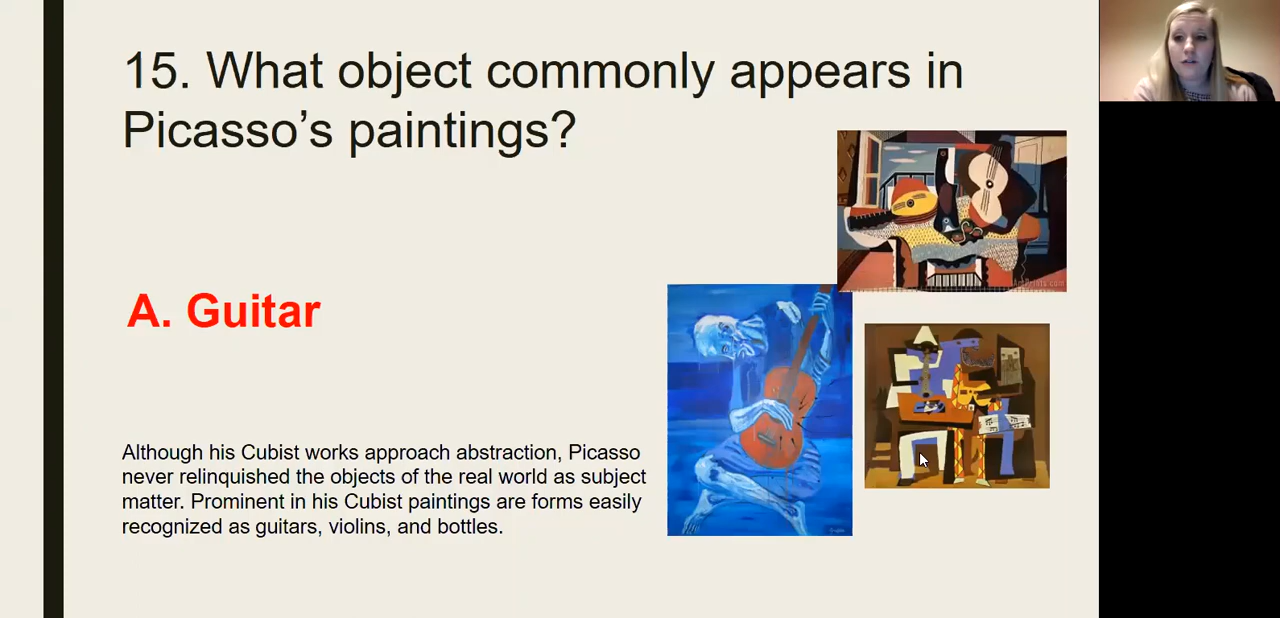 15. What object commonly appears in
Picasso's paintings?
A. Guitar
Although his Cubist works approach abstraction, Picasso
never relinquished the objects of the real world as subject
matter. Prominent in his Cubist paintings are forms easily
recognized as guitars, violins, and bottles.
ArtPrints.com